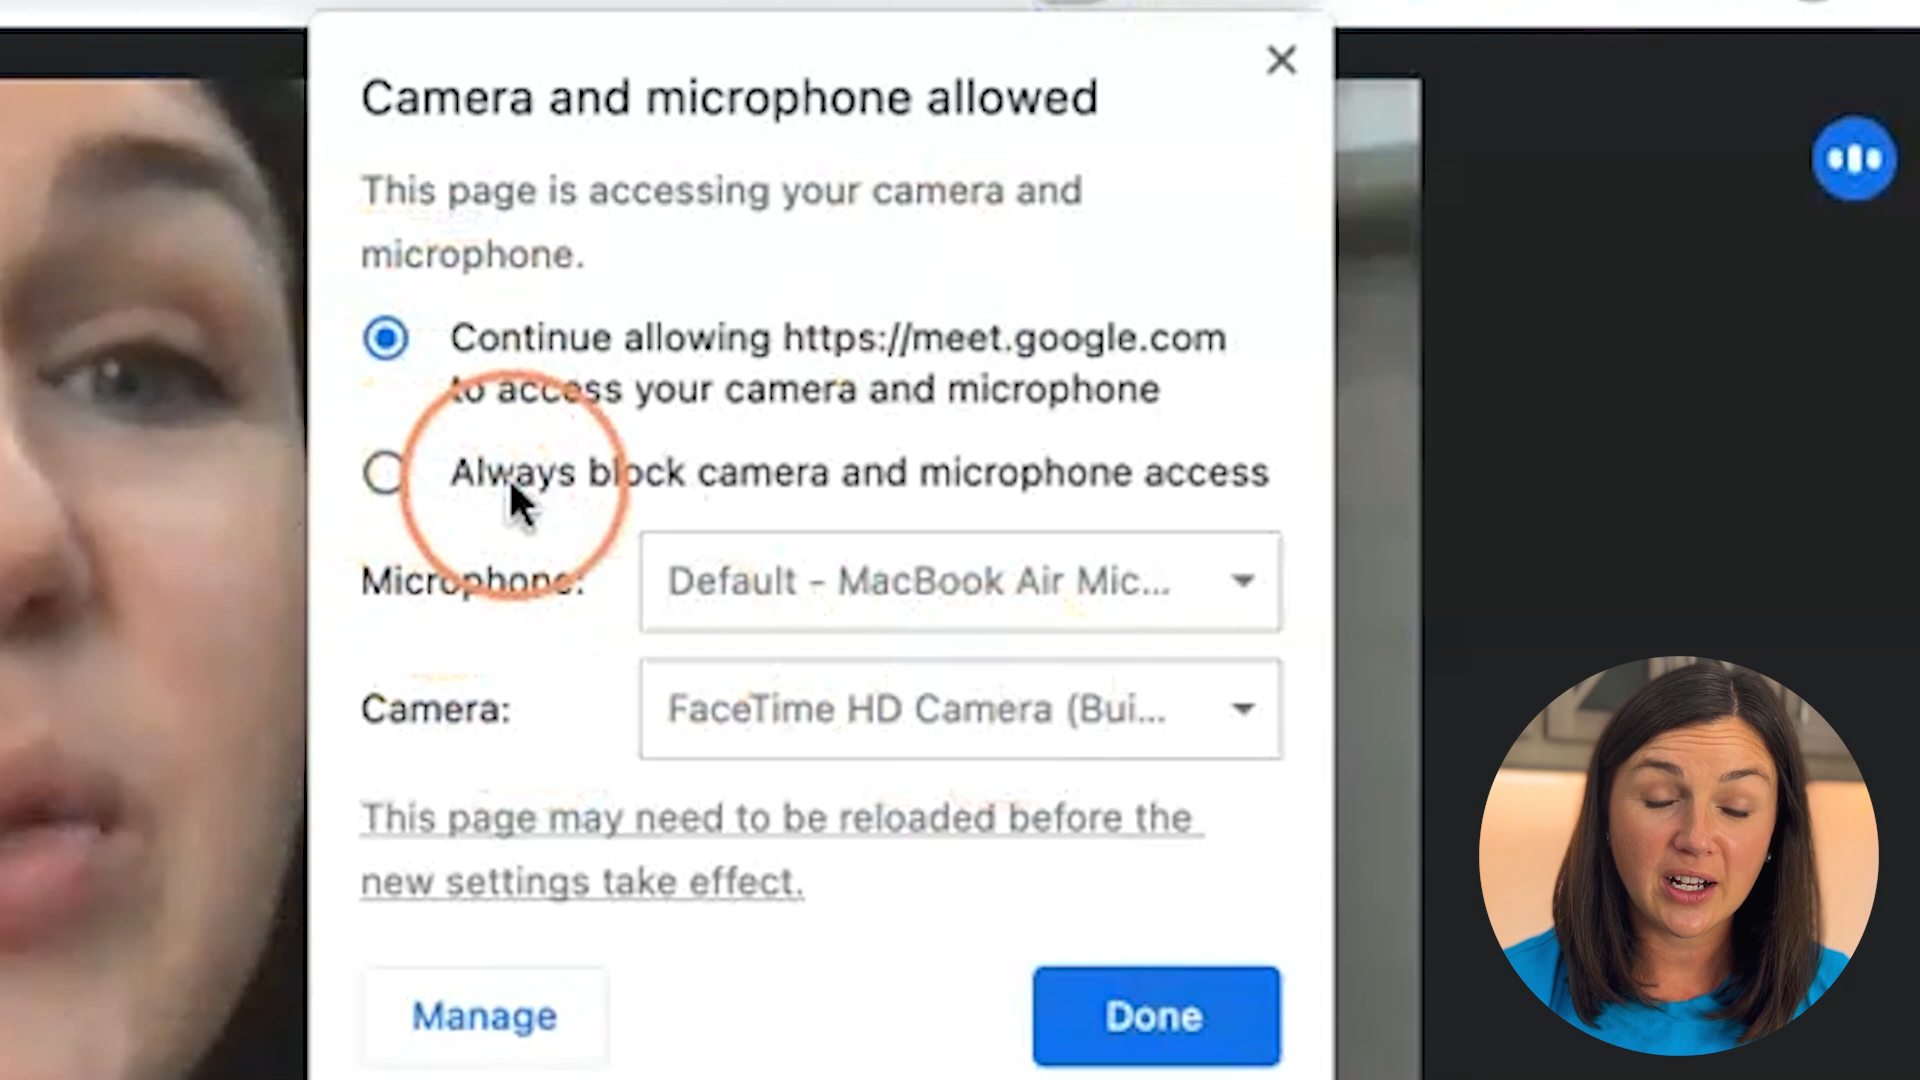 Camera and microphone allowed
This page is accessing your camera and
microphone.
Continue allowing https://meet.google.com
to access your camera and microphone
Always block camera and microphone access
Microphone:
Default - MacBook Air Mic...
Camera:
FaceTime HD Camera (Bui...
This page may need to be reloaded before the
new settings take effect.
Manage
Done